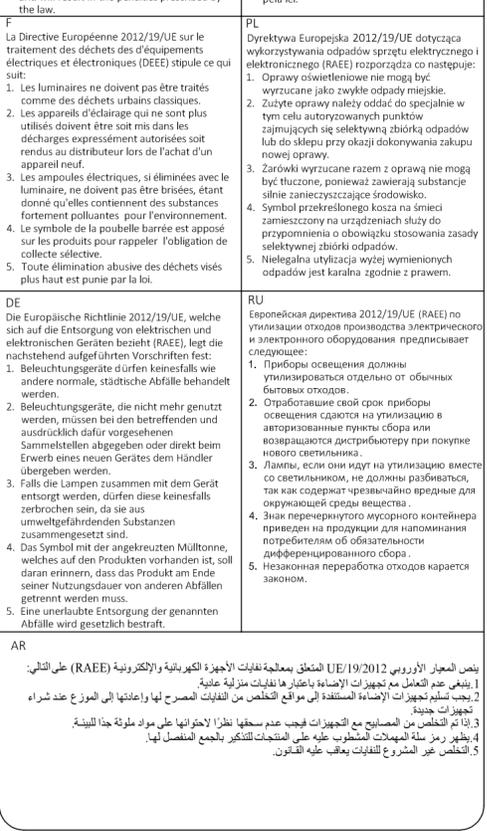 the law.
F
La Directive Européenne 2012/19/UE sur le
traitement des déchets des d'équipements
électriques et électroniques (DEEE) stipule ce qui
suit:
1. Les luminaires ne doivent pas être traités
comme des déchets urbains classiques.
2. Les appareils d'éclairage qui ne sont plus
utilisés doivent être soit mis dans les
décharges expressément autorisées soit
rendus au distributeur lors de l'achat d'un
appareil neuf.
3. Les ampoules électriques, si éliminées avec le
luminaire, ne doivent pas être brisées, étant
donné qu'elles contiennent des substances
fortement polluantes pour l'environnement.
4. Le symbole de la poubelle barrée est apposé
sur les produits pour rappeler l'obligation de
collecte sélective.
5. Toute élimination abusive des déchets visés
plus haut est punie par la loi.
PL
Dyrektywa Europejska 2012/19/UE dotycząca
wykorzystywania odpadów sprzętu elektrycznego i
elektronicznego (RAEE) rozporządza co następuje:
1. Oprawy oświetleniowe nie mogą być
wyrzucane jako zwykłe odpady miejskie.
2. Zużyte oprawy należy oddać do specjalnie w
tym celu autoryzowanych punktów
zajmujących się selektywną zbiórką odpadów
lub do sklepu przy okazji dokonywania zakupu
nowej oprawy.
3. Żarówki wyrzucane razem z oprawą nie mogą
być tłuczone, ponieważ zawierają substancje
silnie zanieczyszczające środowisko.
4. Symbol przekreślonego kosza na śmieci
zamieszczony na urządzeniach służy do
przypomnienia o obowiązku stosowania zasady
selektywnej zbiórki odpadów.
5. Nielegalna utylizacja wyżej wymienionych
odpadów jest karalna zgodnie z prawem.
DE
Die Europäische Richtlinie 2012/19/UE, welche
sich auf die Entsorgung von elektrischen und
elektronischen Geräten bezieht (RAEE), legt die
nachstehend aufgeführten Vorschriften fest:
1. Beleuchtungsgeräte dürfen keinesfalls wie
andere normale, städtische Abfälle behandelt
werden.
2. Beleuchtungsgeräte, die nicht mehr genutzt
werden, müssen bei den betreffenden und
ausdrücklich dafür vorgesehenen
Sammelstellen abgegeben oder direkt beim
Erwerb eines neuen Gerätes dem Händler
übergeben werden.
3. Falls die Lampen zusammen mit dem Gerät
entsorgt werden, dürfen diese keinesfalls
zerbrochen sein, da sie aus
umweltgefährdenden Substanzen
zusammengesetzt sind.
4. Das Symbol mit der angekreuzten Mülltonne,
welches auf den Produkten vorhanden ist, soll
daran erinnern, dass das Produkt am Ende
seiner Nutzungsdauer von anderen Abfällen
getrennt werden muss.
5. Eine unerlaubte Entsorgung der genannten
Abfälle wird gesetzlich bestraft.
RU
Европейская директива 2012/19/UE (RAEE) по
утилизации отходов производства электрического
и электронного оборудования предписывает
следующее:
1. Приборы освещения должны
утилизироваться отдельно от обычных
бытовых отходов.
2. Отработавшие свой срок приборы
освещения сдаются на утилизацию в
авторизованные пункты сбора или
возвращаются дистрибьютеру при покупке
нового светильника.
3. Лампы, если они идут на утилизацию вместе
со светильником, не должны разбиваться,
так как содержат чрезвычайно вредные для
окружающей среды вещества.
4. Знак перечеркнутого мусорного контейнера
приведен на продукции для напоминания
потребителям об обязательности
дифференцированного сбора.
5. Незаконная переработка отходов карается
законом.
AR
ينص المعيار الأوروبي UE/19/2012 المتعلق بمعالجة نفايات الأجهزة الكهربائية والإلكترونية (RAEE) على التالي:
1.ينبغي عدم التعامل مع تجهيزات الإضاءة باعتبارها نفايات منزلية عادية.
2.يجب تسليم تجهيزات الإضاءة المستنفدة إلى مواقع التخلص من النفايات المصرح لها وإعادتها إلى الموزع عند شراء
تجهيزات جديدة.
3.إذا تم التخلص من المصابيح مع التجهيزات فيجب عدم سحقها نظرًا لاحتوائها على مواد ملوثة جدًا للبيئة.
4.يظهر رمز سلة المهملات المشطوب عليه على المنتجات للتذكير بالجمع المنفصل لها.
5.التخلص غير المشروع للنفايات يعاقب عليه القانون.